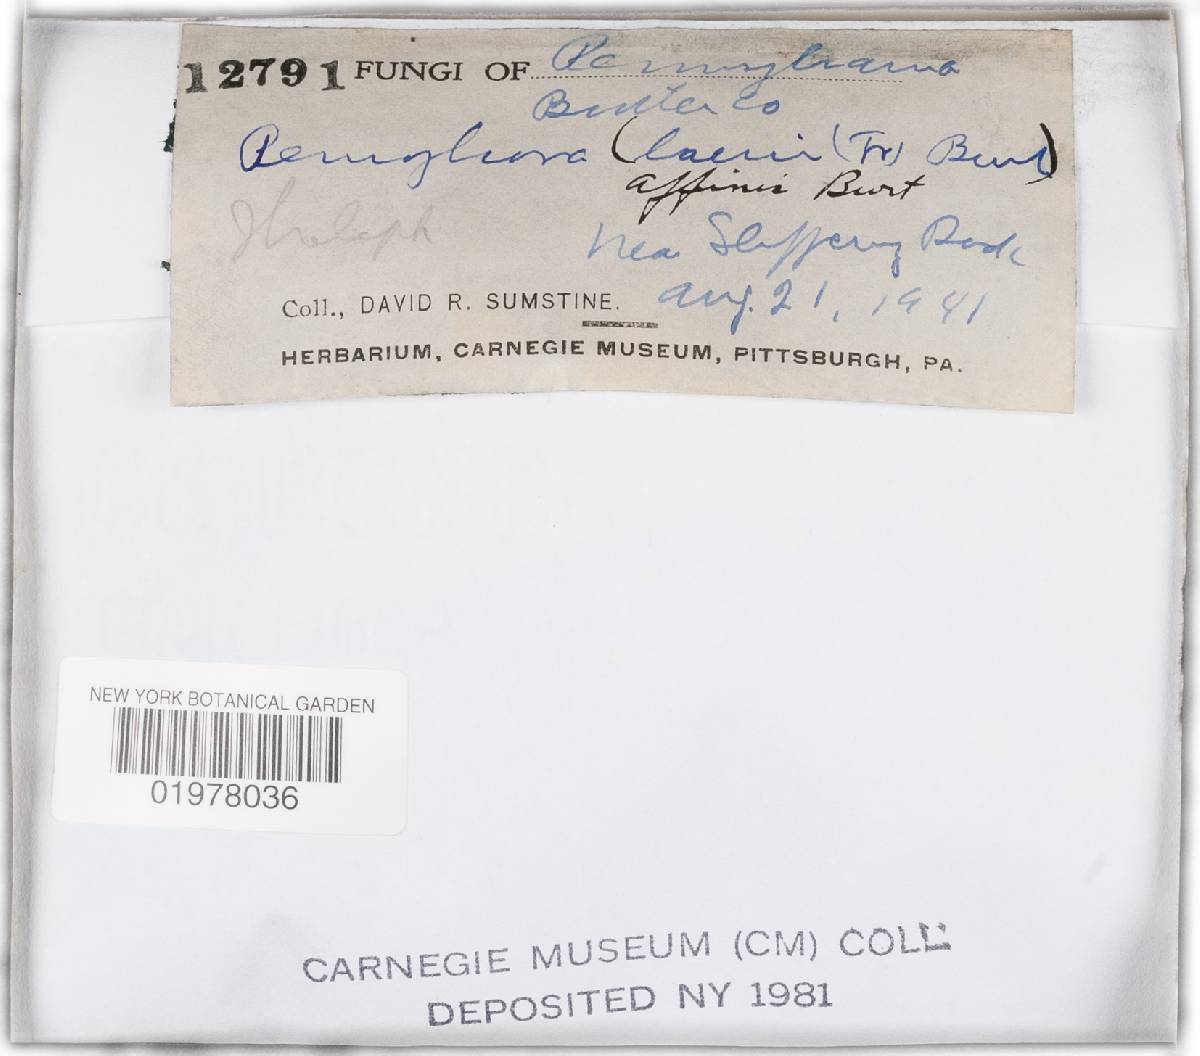 12791 FUNGI OF Pennsylvania
Butler Co
Peniophora (laevis (Fr) Burt)
affinis Burt
Near Slippery Rock
Coll., DAVID R. SUMSTINE. Aug. 21, 1941
HERBARIUM, CARNEGIE MUSEUM, PITTSBURGH, PA.
NEW YORK BOTANICAL GARDEN
01978036
CARNEGIE MUSEUM (CM) COLL
DEPOSITED NY 1981